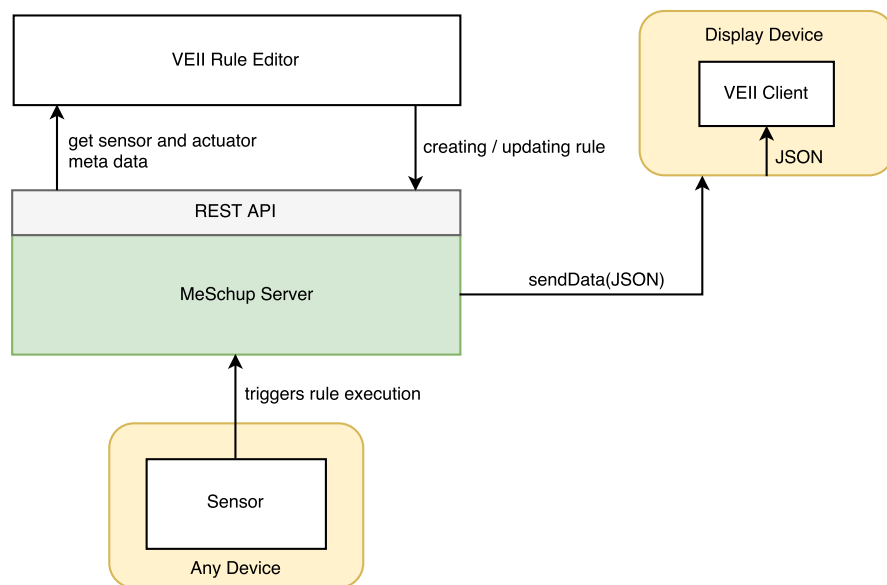 VEII Rule Editor
Display Device
VEII Client
JSON
get sensor and actuator
meta data
creating / updating rule
REST API
MeSchup Server
sendData(JSON)
triggers rule execution
Sensor
Any Device